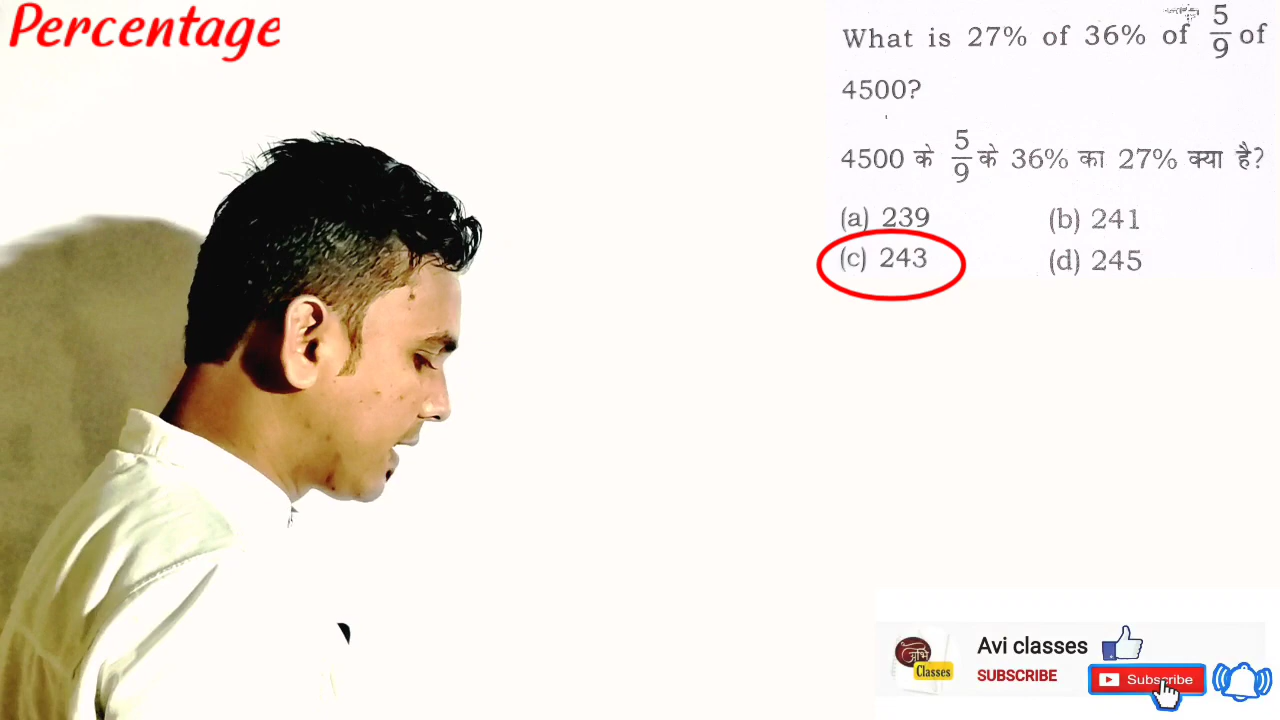 Percentage
What is 27% of 36% of 5/9 of
4500?
4500 के 5/9 के 36% का 27% क्या है?
(a) 239 (b) 241
(c) 243 (d) 245
अभि
Classes
Avi classes
SUBSCRIBE
Subscribe